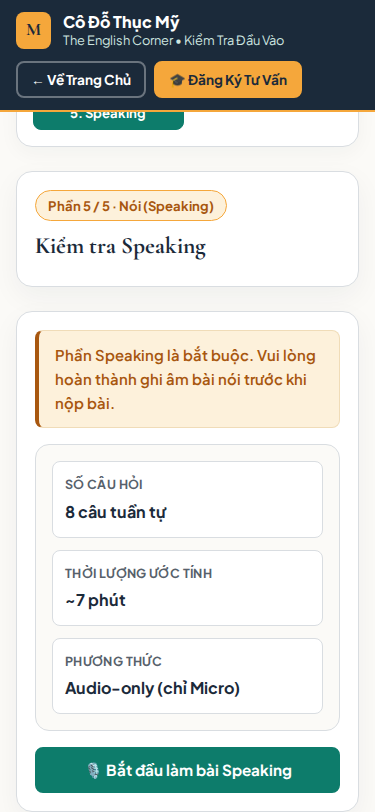 M
Cô Đỗ Thục Mỹ
The English Corner • Kiểm Tra Đầu Vào
← Về Trang Chủ
🎓 Đăng Ký Tư Vấn
5. Speaking
Phần 5 / 5 · Nói (Speaking)
Kiểm tra Speaking
Phần Speaking là bắt buộc. Vui lòng
hoàn thành ghi âm bài nói trước khi
nộp bài.
SỐ CÂU HỎI
8 câu tuần tự
THỜI LƯỢNG ƯỚC TÍNH
~7 phút
PHƯƠNG THỨC
Audio-only (chỉ Micro)
🎙️ Bắt đầu làm bài Speaking